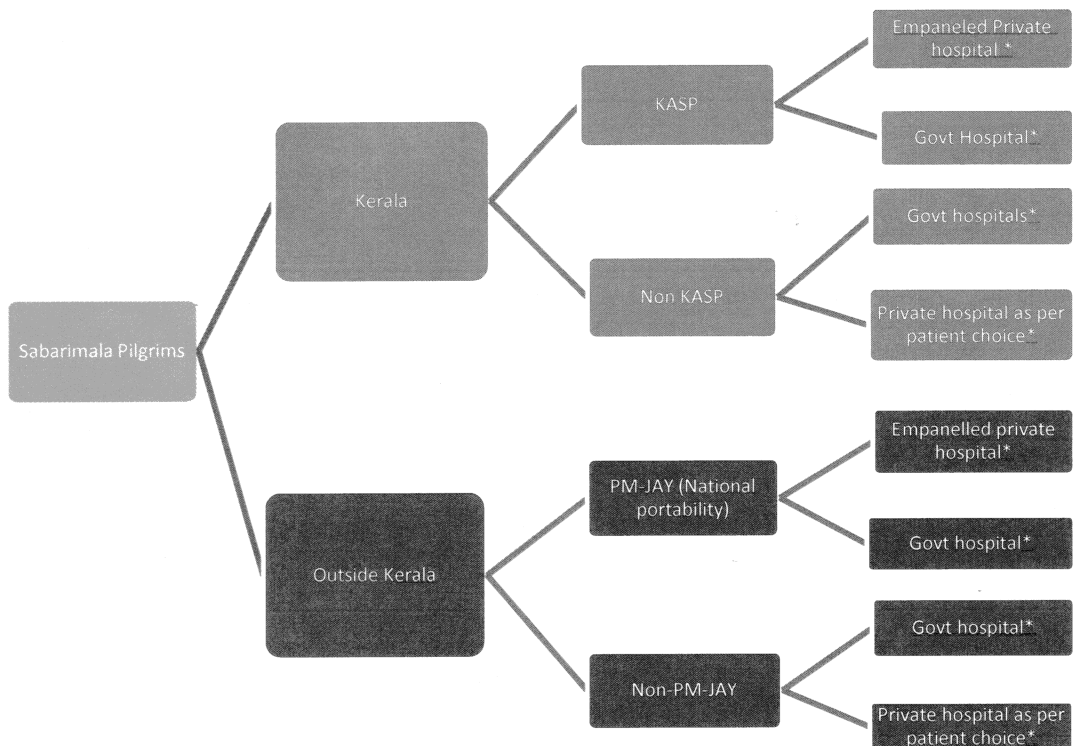 Sabarimala Pilgrims
Kerala
KASP
Empaneled Private
hospital *
Govt Hospital*
Non KASP
Govt hospitals*
Private hospital as per
patient choice*
Outside Kerala
PM-JAY (National
portability)
Empanelled private
hospital*
Govt hospital*
Non-PM-JAY
Govt hospital*
Private hospital as per
patient choice*